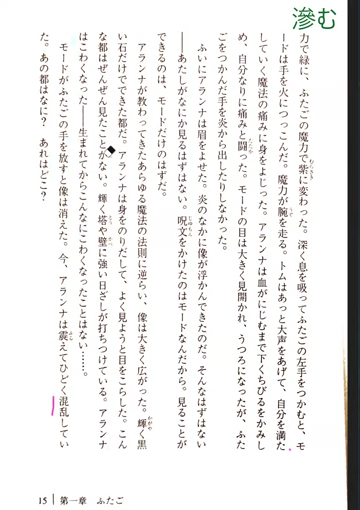 滲む
力で緑に、ふたごの魔力で紫に変わった。深く息を吸ってふたごの左手をつかむと、モ
ードは手を火につっこんだ。魔力が腕を走る。トムはあっと大声をあげて、自分を満た
していく魔法の痛みに身をよじった。アランナは血がにじむまで下くちびるをかみし
め、自分なりに痛みと闘った。モードの目は大きく見開かれ、うつろになったが、ふた
ごをつかんだ手を炎から出したりしなかった。
ふいにアランナは眉をよせた。炎のなかに像が浮かんできたのだ。そんなはずはない
――あたしがなにか見るはずはない。呪文をかけたのはモードなんだから。見ることが
できるのは、モードだけのはずだ。
アランナが教わってきたあらゆる魔法の法則に逆らい、像は大きく広がった。輝く黒
い石だけでできた都だ。アランナは身をのりだして、よく見ようと目をこらした。こん
な都はぜんぜん見たことがない。輝く塔や壁に強い日ざしが打ちつけている。アランナ
はこわくなった――生まれてからこんなにこわくなったことはない……。
モードがふたごの手を放すと像は消えた。今、アランナは震えてひどく混乱してい
た。あの都はなに？ あれはどこ？
15 第一章 ふたご